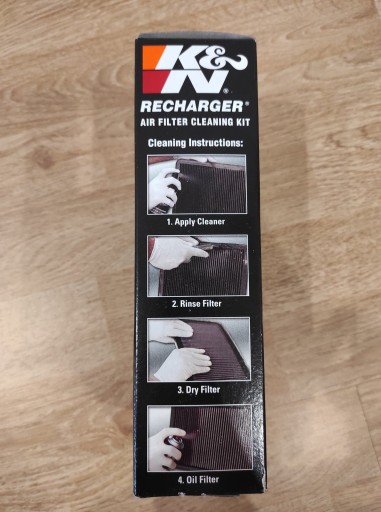 K&N®
RECHARGER®
AIR FILTER CLEANING KIT
Cleaning Instructions:
1. Apply Cleaner
2. Rinse Filter
3. Dry Filter
4. Oil Filter